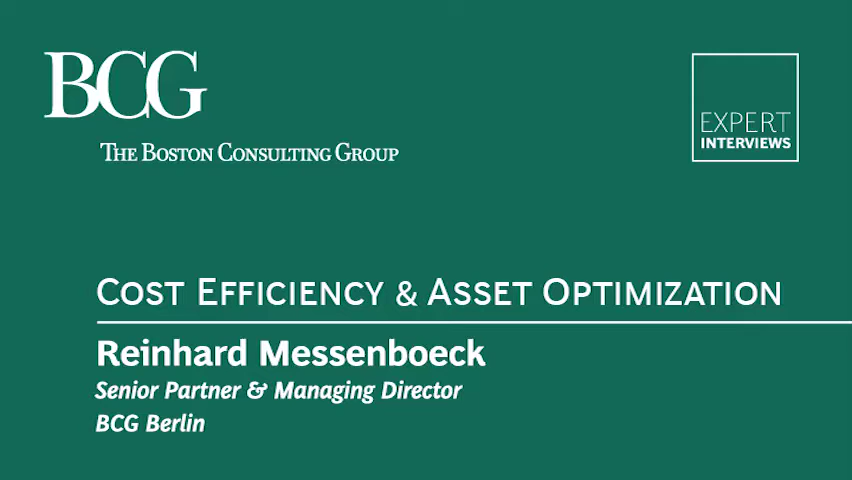 BCG
THE BOSTON CONSULTING GROUP
EXPERT
INTERVIEWS
COST EFFICIENCY & ASSET OPTIMIZATION
Reinhard Messenboeck
Senior Partner & Managing Director
BCG Berlin